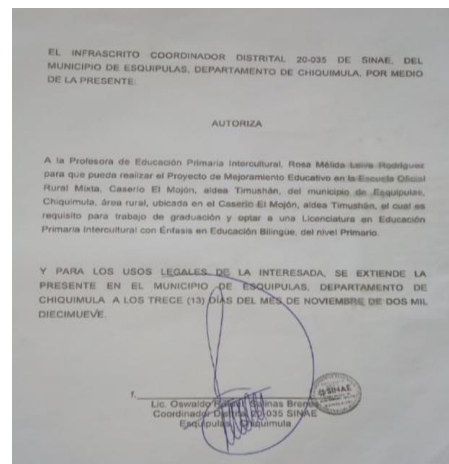 EL INFRASCRITO COORDINADOR DISTRITAL 20-035 DE SINAE, DEL
MUNICIPIO DE ESQUIPULAS, DEPARTAMENTO DE CHIQUIMULA, POR MEDIO
DE LA PRESENTE:
AUTORIZA
A la Profesora de Educación Primaria Intercultural, Rosa Mélida Leiva Rodríguez
para que pueda realizar el Proyecto de Mejoramiento Educativo en la Escuela Oficial
Rural Mixta, Caserío El Mojón, aldea Timushán, del municipio de Esquipulas,
Chiquimula, área rural, ubicada en el Caserío El Mojón, aldea Timushán, el cual es
requisito para trabajo de graduación y optar a una Licenciatura en Educación
Primaria Intercultural con Énfasis en Educación Bilingüe, del nivel Primario.
Y PARA LOS USOS LEGALES DE LA INTERESADA, SE EXTIENDE LA
PRESENTE EN EL MUNICIPIO DE ESQUIPULAS, DEPARTAMENTO DE
CHIQUIMULA A LOS TRECE (13) DÍAS DEL MES DE NOVIEMBRE DE DOS MIL
DIECIMUEVE.
f.
Lic. Oswaldo Salinas
Coordinador Distrital 20-035 SINAE
Esquipulas, Chiquimula
SINAE